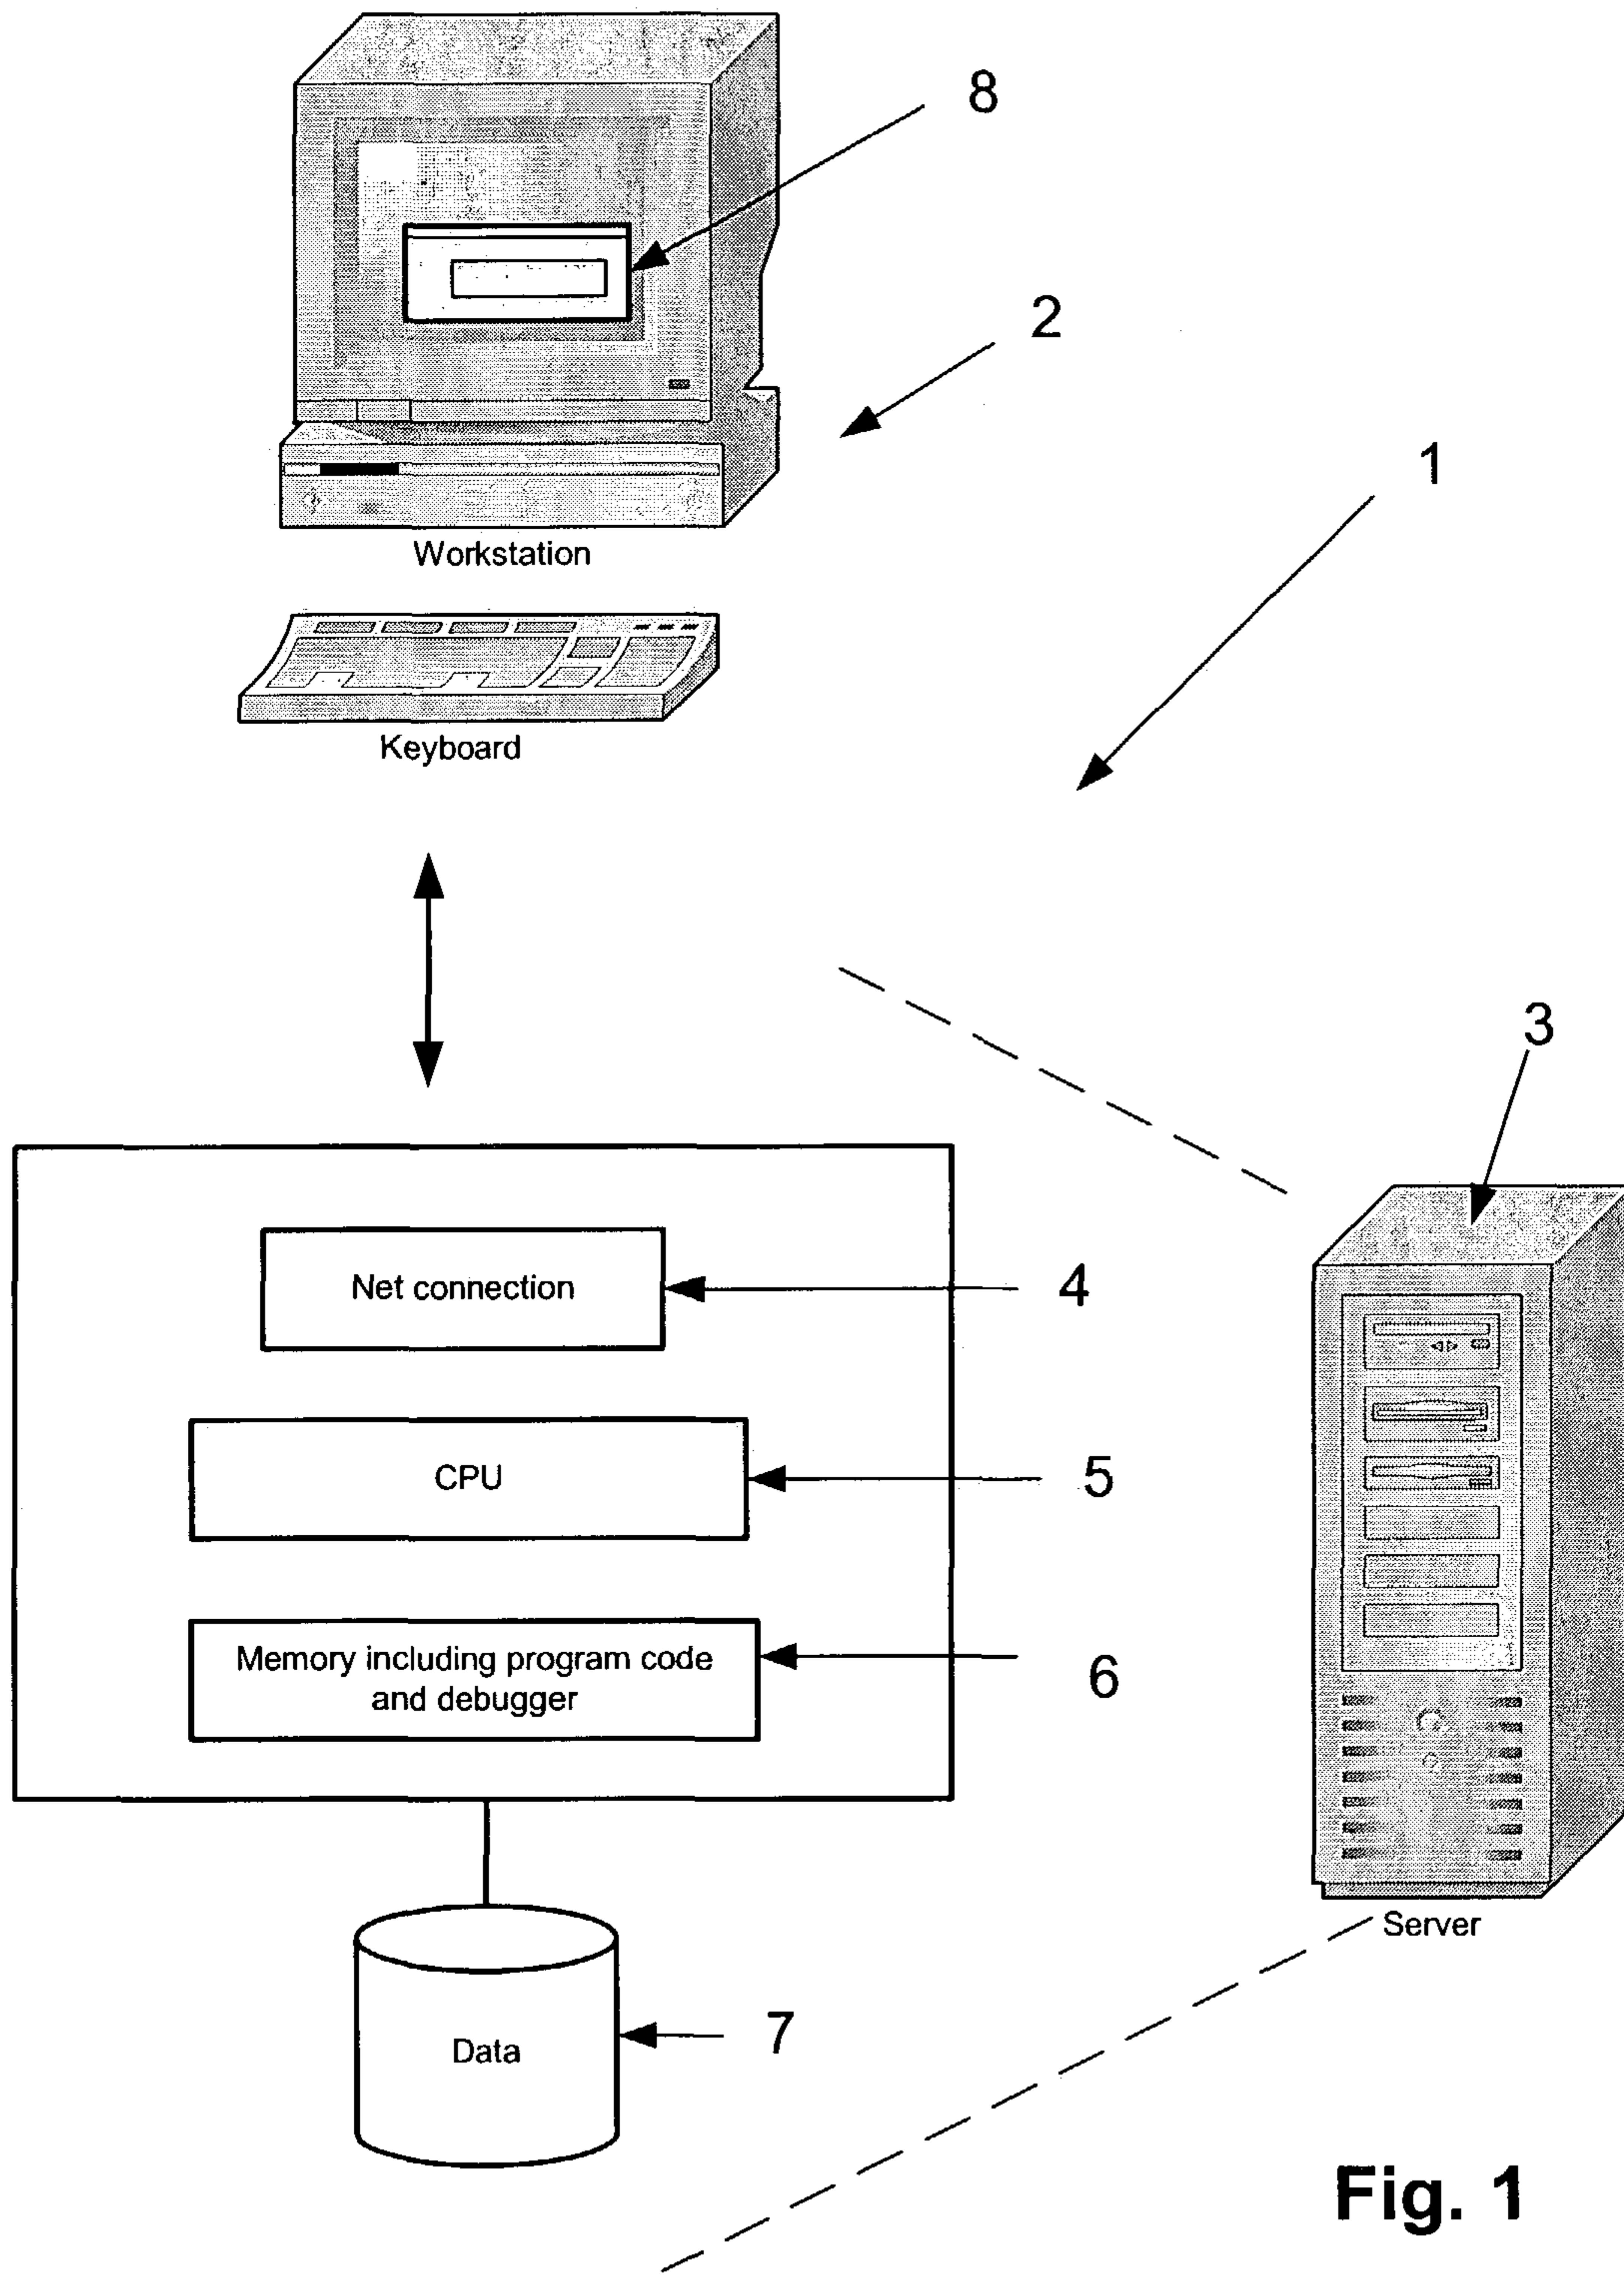 8
2
1
Workstation
Keyboard
3
Net connection
4
CPU
5
Memory including program code
and debugger
6
Server
Data
7
Fig. 1